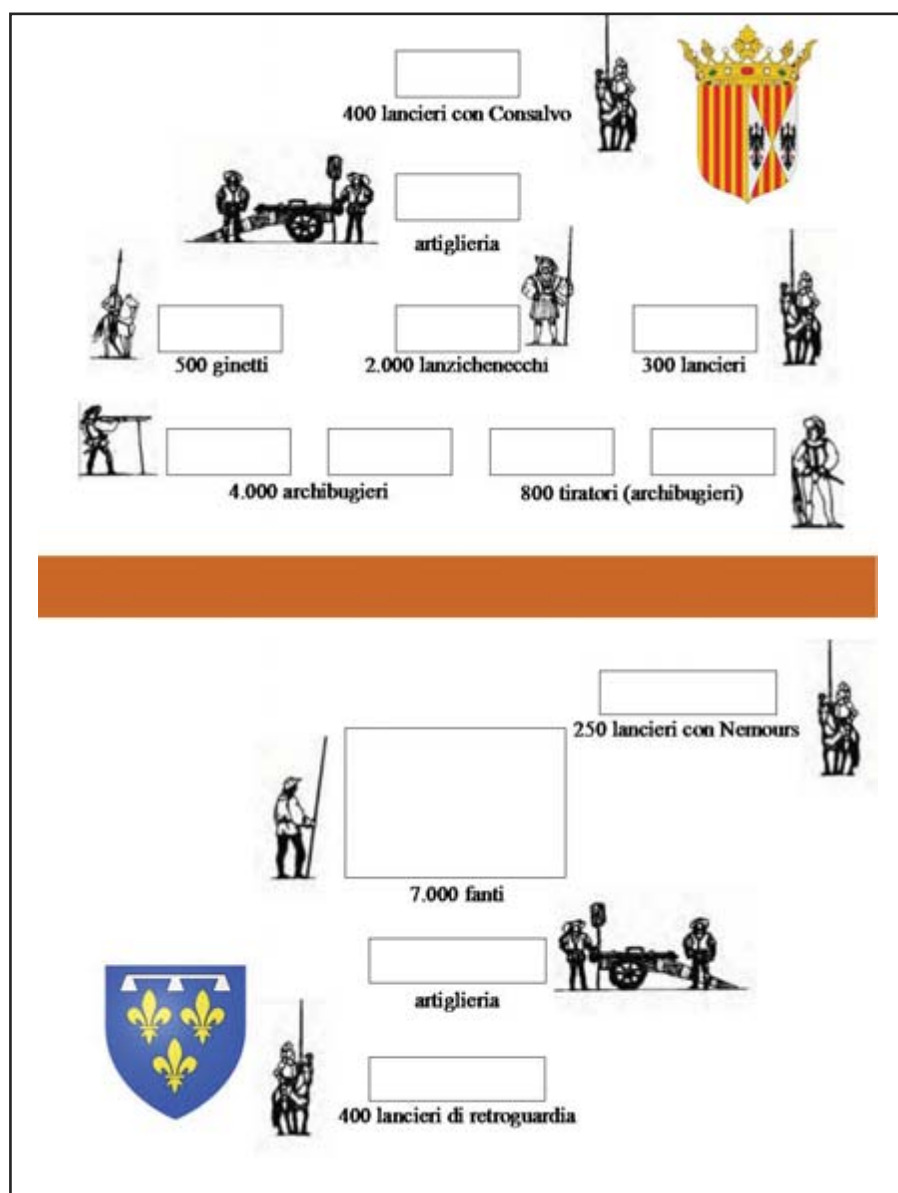 400 lancieri con Consalvo
artiglieria
500 ginetti
2.000 lanzichenecchi
300 lancieri
4.000 archibugieri
800 tiratori (archibugieri)
250 lancieri con Nemours
7.000 fanti
artiglieria
400 lancieri di retroguardia